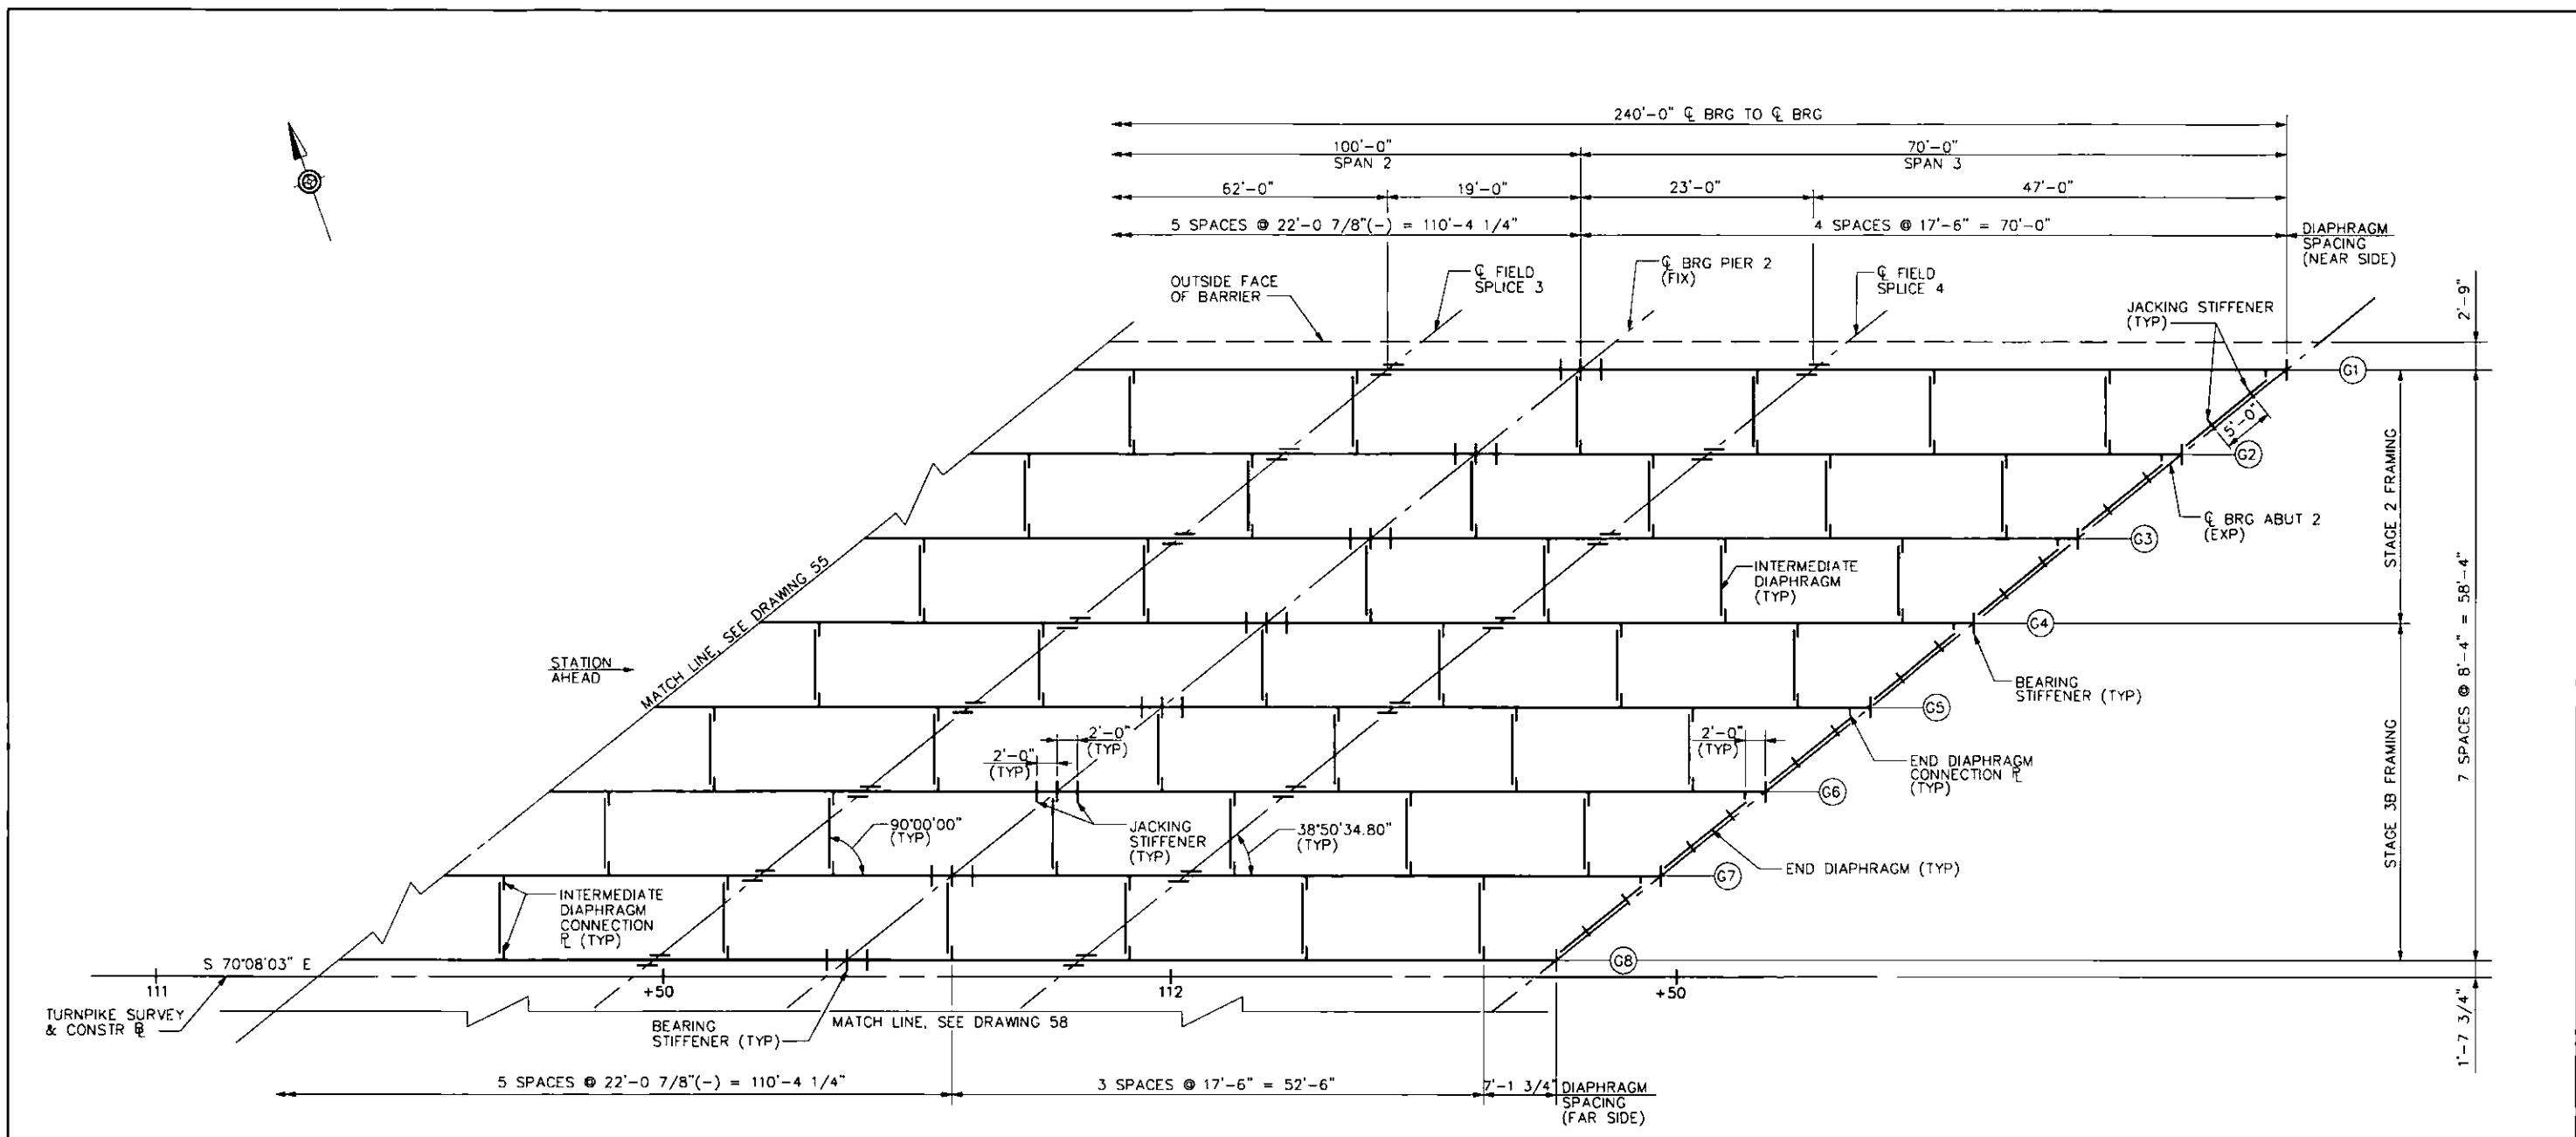 240'-0" ℄ BRG TO ℄ BRG
100'-0"
SPAN 2
70'-0"
SPAN 3
62'-0"
19'-0"
23'-0"
47'-0"
5 SPACES @ 22'-0 7/8"(-) = 110'-4 1/4"
4 SPACES @ 17'-6" = 70'-0"
DIAPHRAGM
SPACING
(NEAR SIDE)
OUTSIDE FACE
OF BARRIER
℄ FIELD
SPLICE 3
℄ BRG PIER 2
(FIX)
℄ FIELD
SPLICE 4
JACKING STIFFENER
(TYP)
2'-9"
5'-0"
G1
G2
℄ BRG ABUT 2
(EXP)
G3
STAGE 2 FRAMING
7 SPACES @ 8'-4" = 58'-4"
INTERMEDIATE
DIAPHRAGM
(TYP)
MATCH LINE, SEE DRAWING 55
G4
STATION
AHEAD
BEARING
STIFFENER (TYP)
G5
2'-0"
(TYP)
2'-0"
(TYP)
2'-0"
(TYP)
END DIAPHRAGM
CONNECTION ⅊
(TYP)
STAGE 3B FRAMING
G6
90°00'00"
(TYP)
JACKING
STIFFENER
(TYP)
38°50'34.80"
(TYP)
END DIAPHRAGM (TYP)
G7
INTERMEDIATE
DIAPHRAGM
CONNECTION
⅊ (TYP)
S 70°08'03" E
G8
111
+50
112
+50
TURNPIKE SURVEY
& CONSTR ⅊
BEARING
STIFFENER (TYP)
MATCH LINE, SEE DRAWING 58
1'-7 3/4"
5 SPACES @ 22'-0 7/8"(-) = 110'-4 1/4"
3 SPACES @ 17'-6" = 52'-6"
7'-1 3/4"
DIAPHRAGM
SPACING
(FAR SIDE)